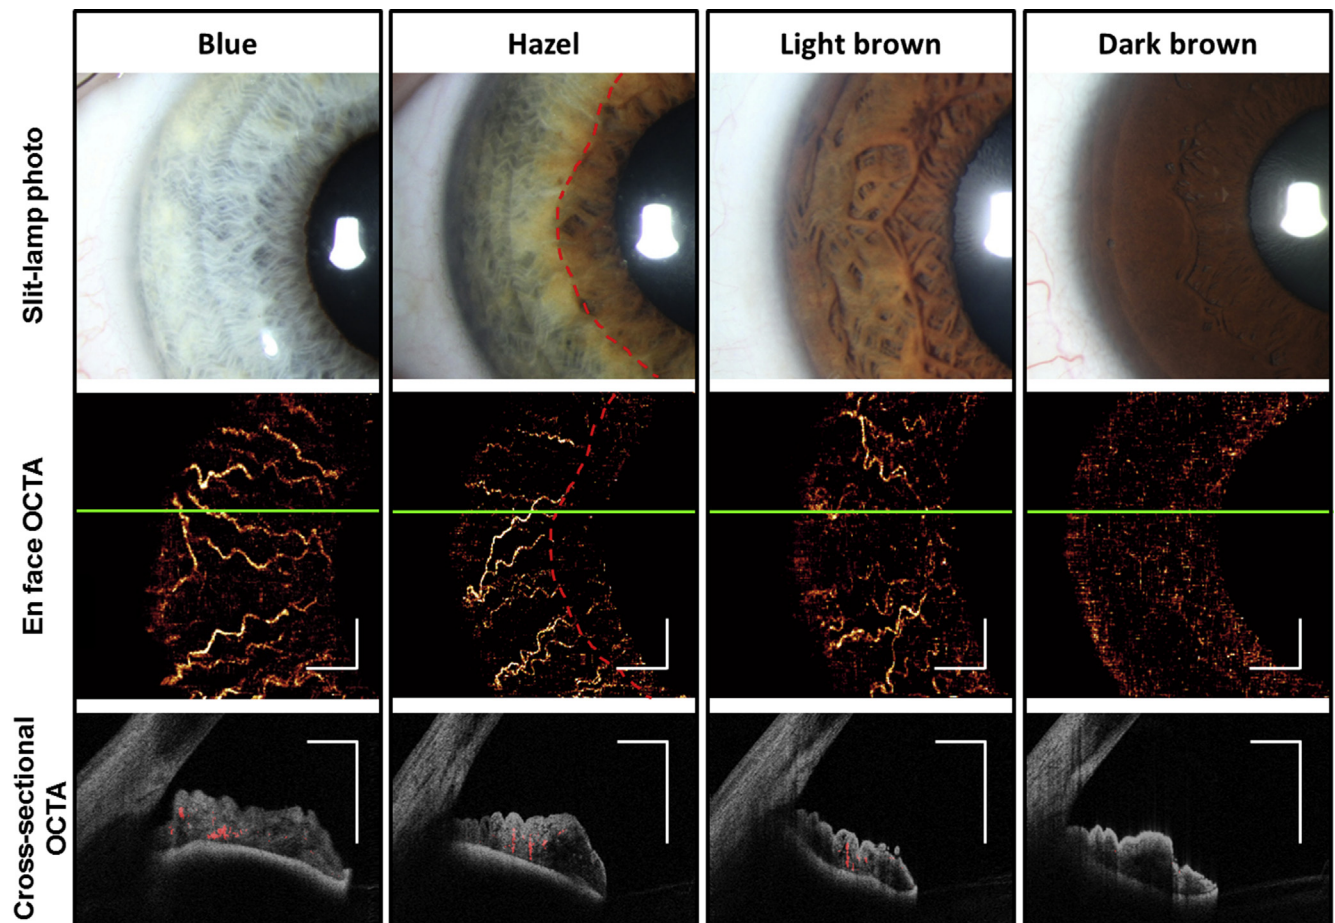 Blue
Hazel
Light brown
Dark brown
Slit-lamp photo
En face OCTA
Cross-sectional
OCTA